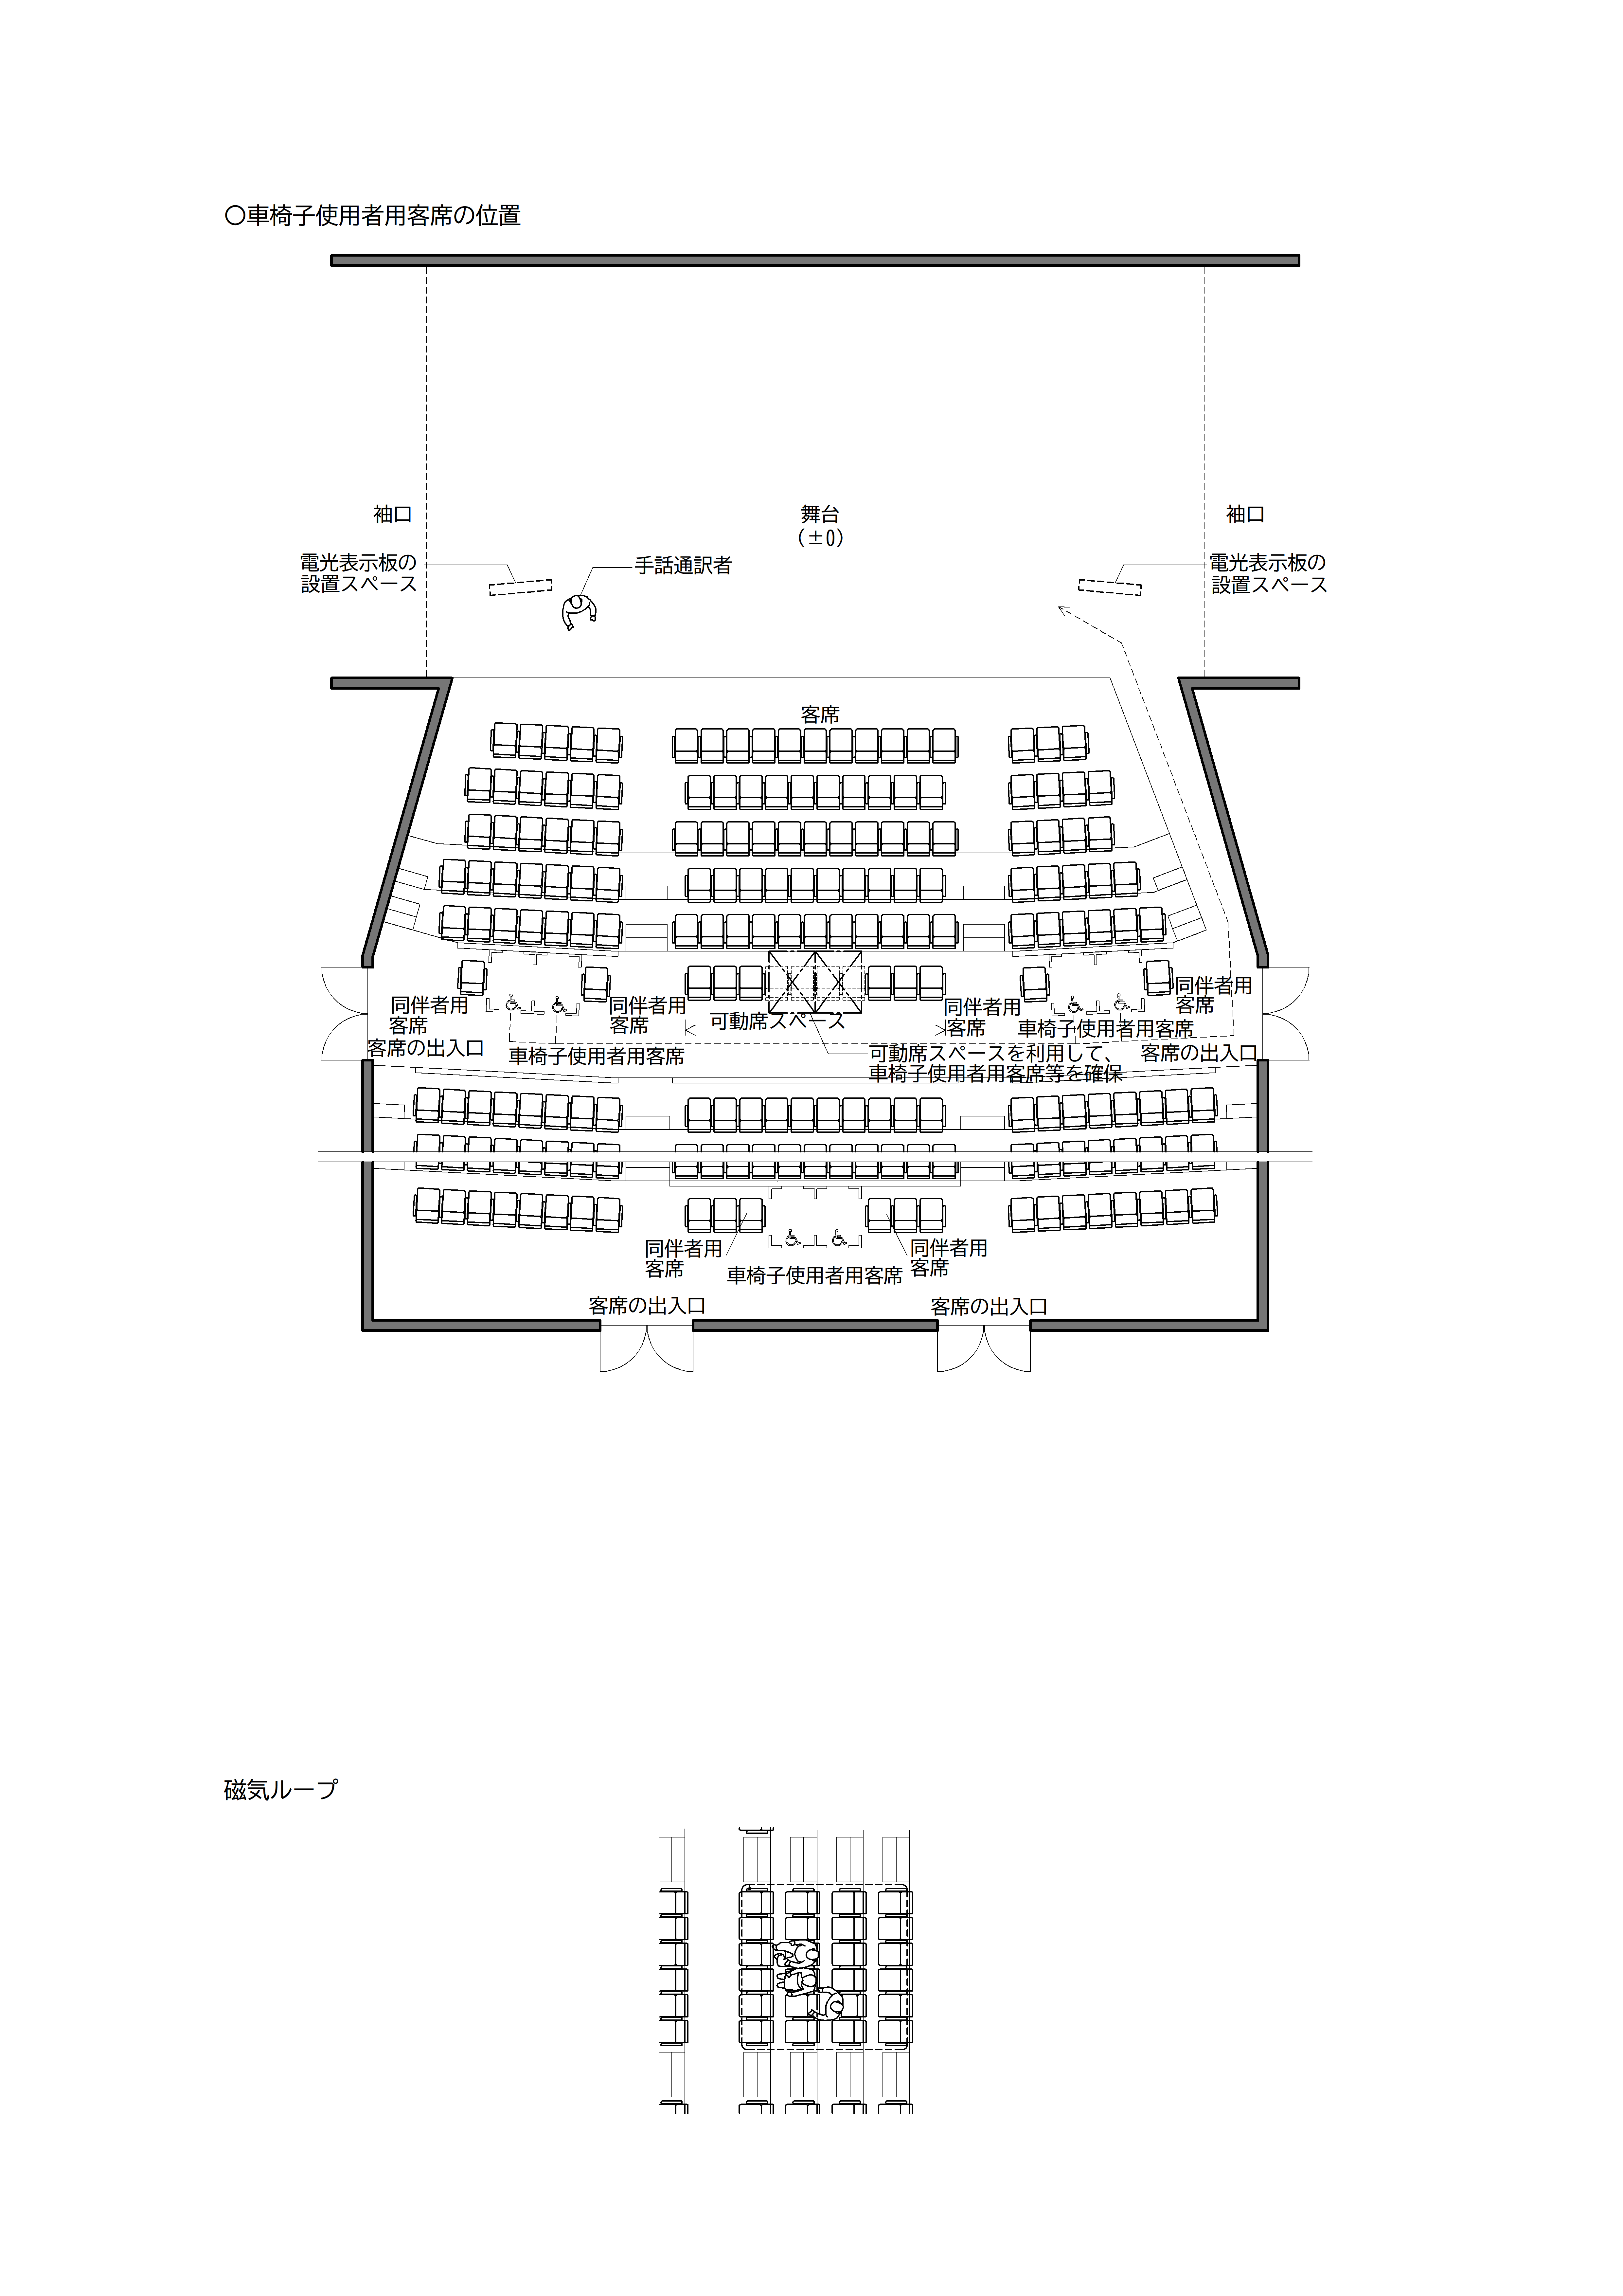 ○車椅子使用者用客席の位置
袖口
舞台
(±0)
袖口
電光表示板の
設置スペース
手話通訳者
電光表示板の
設置スペース
客席
同伴者用
客席
同伴者用
客席
可動席スペース
同伴者用
客席
同伴者用
客席
車椅子使用者用客席
客席の出入口
車椅子使用者用客席
可動席スペースを利用して、
車椅子使用者用客席等を確保
客席の出入口
同伴者用
客席
車椅子使用者用客席
同伴者用
客席
客席の出入口
客席の出入口
磁気ループ